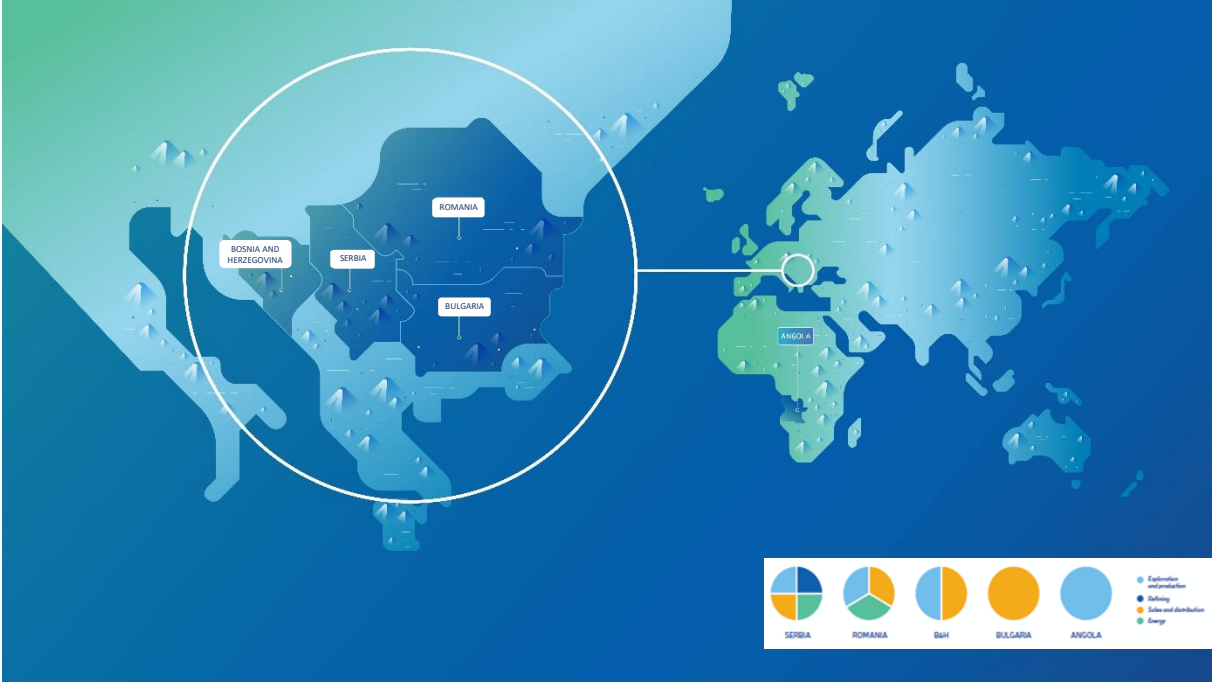 ROMANIA
BOSNIA AND
HERZEGOVINA
SERBIA
BULGARIA
ANGOLA
SERBIA
ROMANIA
B&H
BULGARIA
ANGOLA
Exploration
and production
Refining
Sales and distribution
Energy